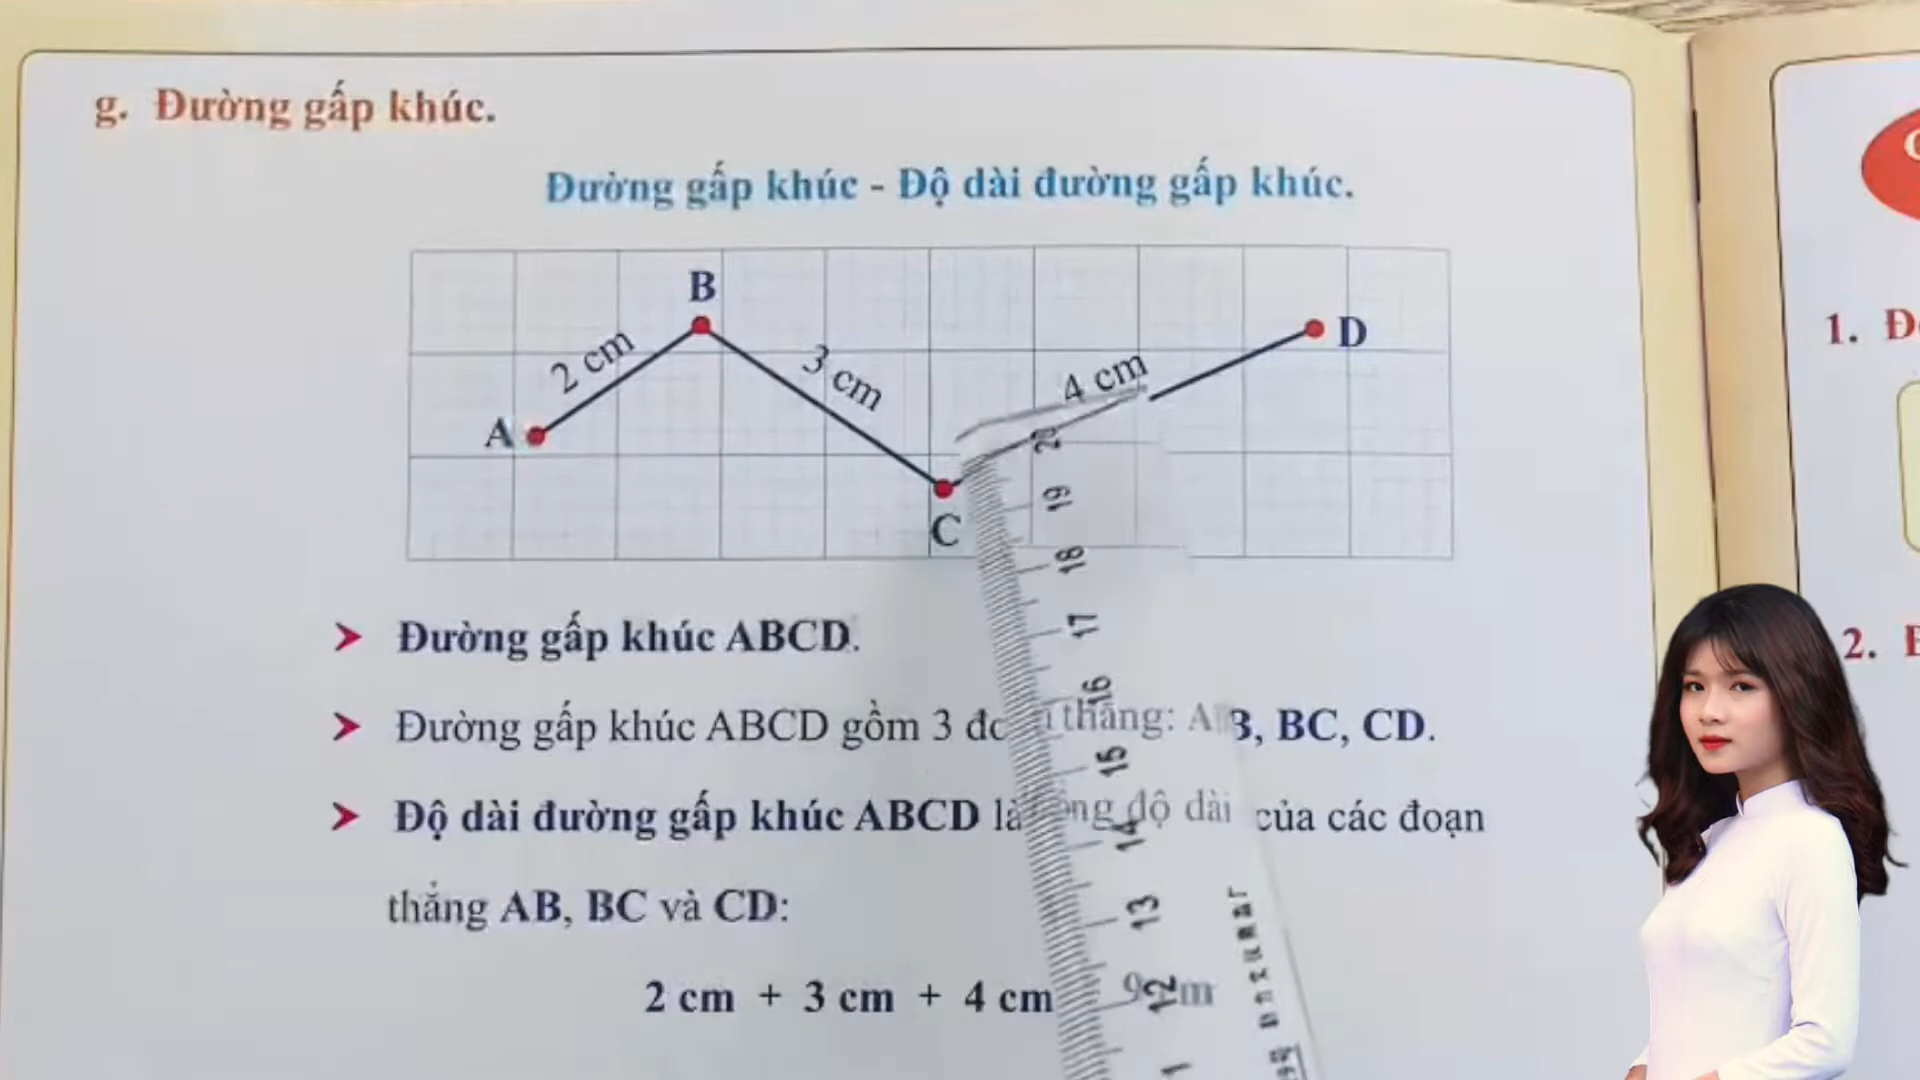 g. Đường gấp khúc.
Đường gấp khúc - Độ dài đường gấp khúc.
B
D
2 cm
3 cm
4 cm
A
C
20
19
18
17
16
15
14
13
12
Đường gấp khúc ABCD.
Đường gấp khúc ABCD gồm 3 thẳng: AB, BC, CD.
Độ dài đường gấp khúc ABCD là độ dài của các đoạn
thẳng AB, BC và CD:
2 cm + 3 cm + 4 cm
1.
2.